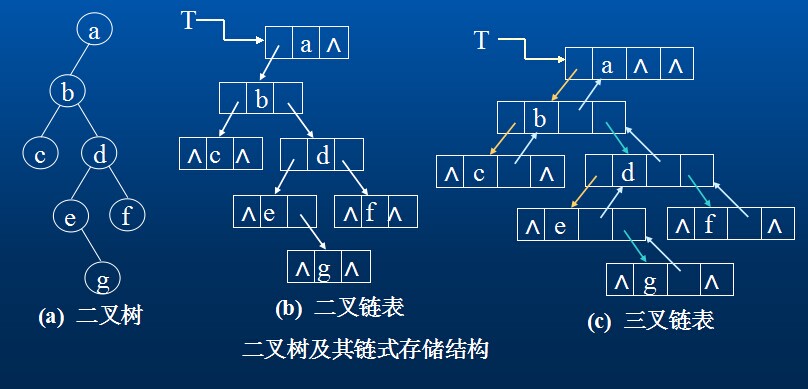 a
b
c d
e f
g
(a) 二叉树
T
a ∧
b
∧ c ∧
d
∧ e
∧ f ∧
∧ g ∧
(b) 二叉链表
T
a ∧ ∧
b
∧ c ∧
d
∧ e
∧ f ∧
∧ g ∧
(c) 三叉链表
二叉树及其链式存储结构